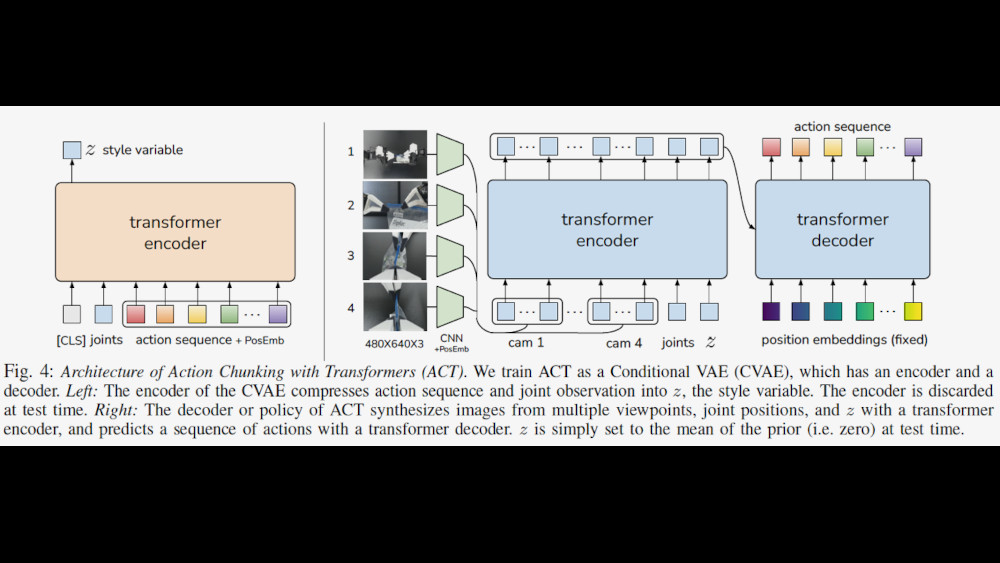 z style variable
transformer
encoder
[CLS] joints action sequence + PosEmb
1
2
3
4
480X640X3
CNN
+PosEmb
transformer
encoder
cam 1 cam 4 joints z
action sequence
transformer
decoder
position embeddings (fixed)
Fig. 4: Architecture of Action Chunking with Transformers (ACT). We train ACT as a Conditional VAE (CVAE), which has an encoder and a
decoder. Left: The encoder of the CVAE compresses action sequence and joint observation into z, the style variable. The encoder is discarded
at test time. Right: The decoder or policy of ACT synthesizes images from multiple viewpoints, joint positions, and z with a transformer
encoder, and predicts a sequence of actions with a transformer decoder. z is simply set to the mean of the prior (i.e. zero) at test time.